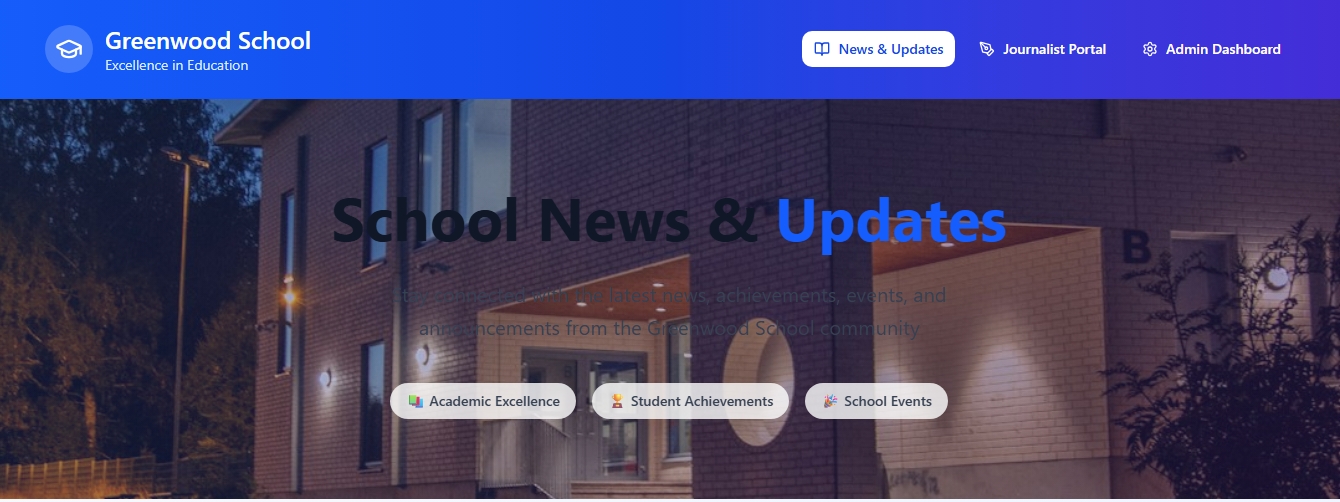 Greenwood School
Excellence in Education
News & Updates
Journalist Portal
Admin Dashboard
School News & Updates
Stay connected with the latest news, achievements, events, and
announcements from the Greenwood School community
B
Academic Excellence
Student Achievements
School Events